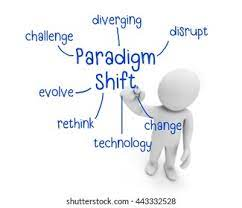 diverging
challenge
disrupt
Paradigm
Shift
evolve
rethink
change
technology
shutterstock.com • 443332528